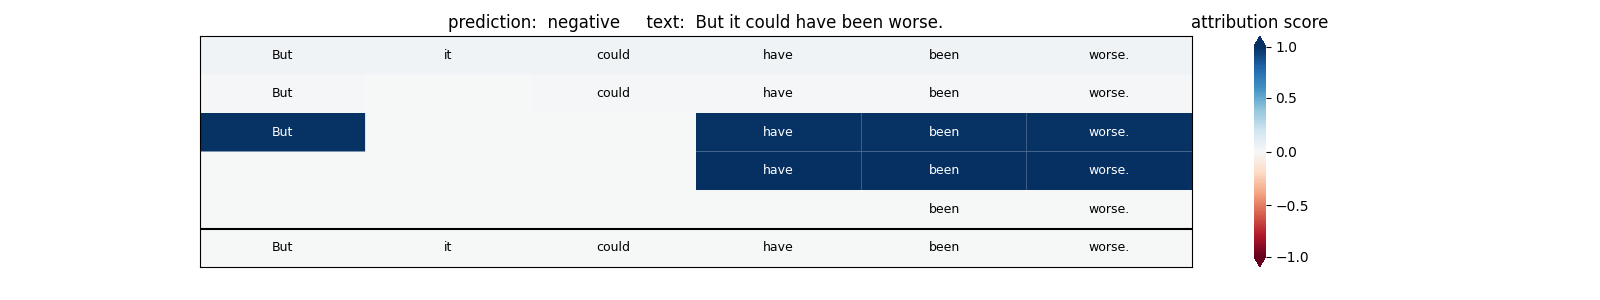 prediction:  negative     text:  But it could have been worse.
attribution score
But it could have been worse.
But could have been worse.
But have been worse.
have been worse.
been worse.
But it could have been worse.
1.0
0.5
0.0
−0.5
−1.0